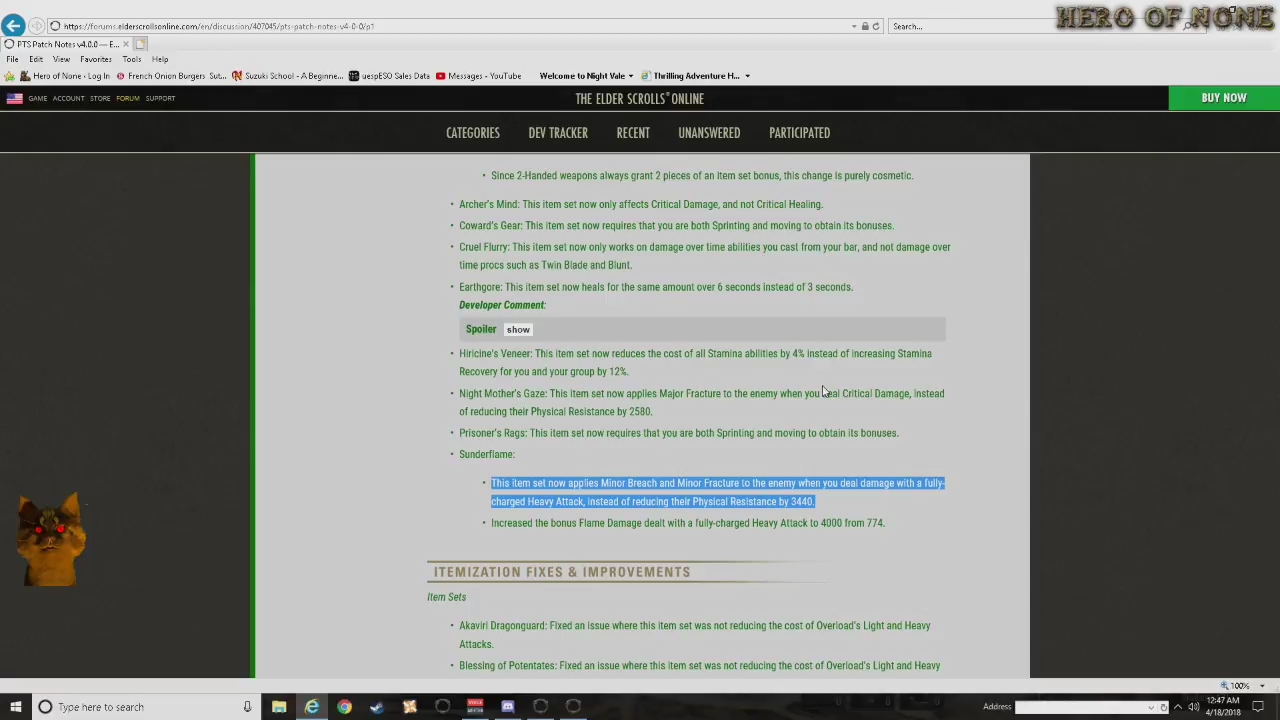 HERO OF NONE
https://forums.elderscrollsonline.com/en/discussion/407045/pts-patch-notes-v4-0-0/p1
Search...
PTS Patch Notes v4.0.0 — E...
File Edit View Favorites Tools Help
Hero of None ‹ Log In French Onion Burgers Sut... Suzuki School - A Beginne... uespESO Sales Data Messages - YouTube Welcome to Night Vale Thrilling Adventure H...
GAME ACCOUNT STORE FORUM SUPPORT
THE ELDER SCROLLS ONLINE
BUY NOW
CATEGORIES DEV TRACKER RECENT UNANSWERED PARTICIPATED
Since 2-Handed weapons always grant 2 pieces of an item set bonus, this change is purely cosmetic.
Archer's Mind: This item set now only affects Critical Damage, and not Critical Healing.
Coward's Gear: This item set now requires that you are both Sprinting and moving to obtain its bonuses.
Cruel Flurry: This item set now only works on damage over time abilities you cast from your bar, and not damage over
time procs such as Twin Blade and Blunt.
Earthgore: This item set now heals for the same amount over 6 seconds instead of 3 seconds.
Developer Comment:
Spoiler show
Hiricine's Veneer: This item set now reduces the cost of all Stamina abilities by 4% instead of increasing Stamina
Recovery for you and your group by 12%.
Night Mother's Gaze: This item set now applies Major Fracture to the enemy when you deal Critical Damage, instead
of reducing their Physical Resistance by 2580.
Prisoner's Rags: This item set now requires that you are both Sprinting and moving to obtain its bonuses.
Sunderflame:
This item set now applies Minor Breach and Minor Fracture to the enemy when you deal damage with a fully-
charged Heavy Attack, instead of reducing their Physical Resistance by 3440.
Increased the bonus Flame Damage dealt with a fully-charged Heavy Attack to 4000 from 774.
ITEMIZATION FIXES & IMPROVEMENTS
Item Sets
Akaviri Dragonguard: Fixed an issue where this item set was not reducing the cost of Overload's Light and Heavy
Attacks.
Blessing of Potentates: Fixed an issue where this item set was not reducing the cost of Overload's Light and Heavy
100%
Type here to search
Address
12:47 AM
4/18/2018